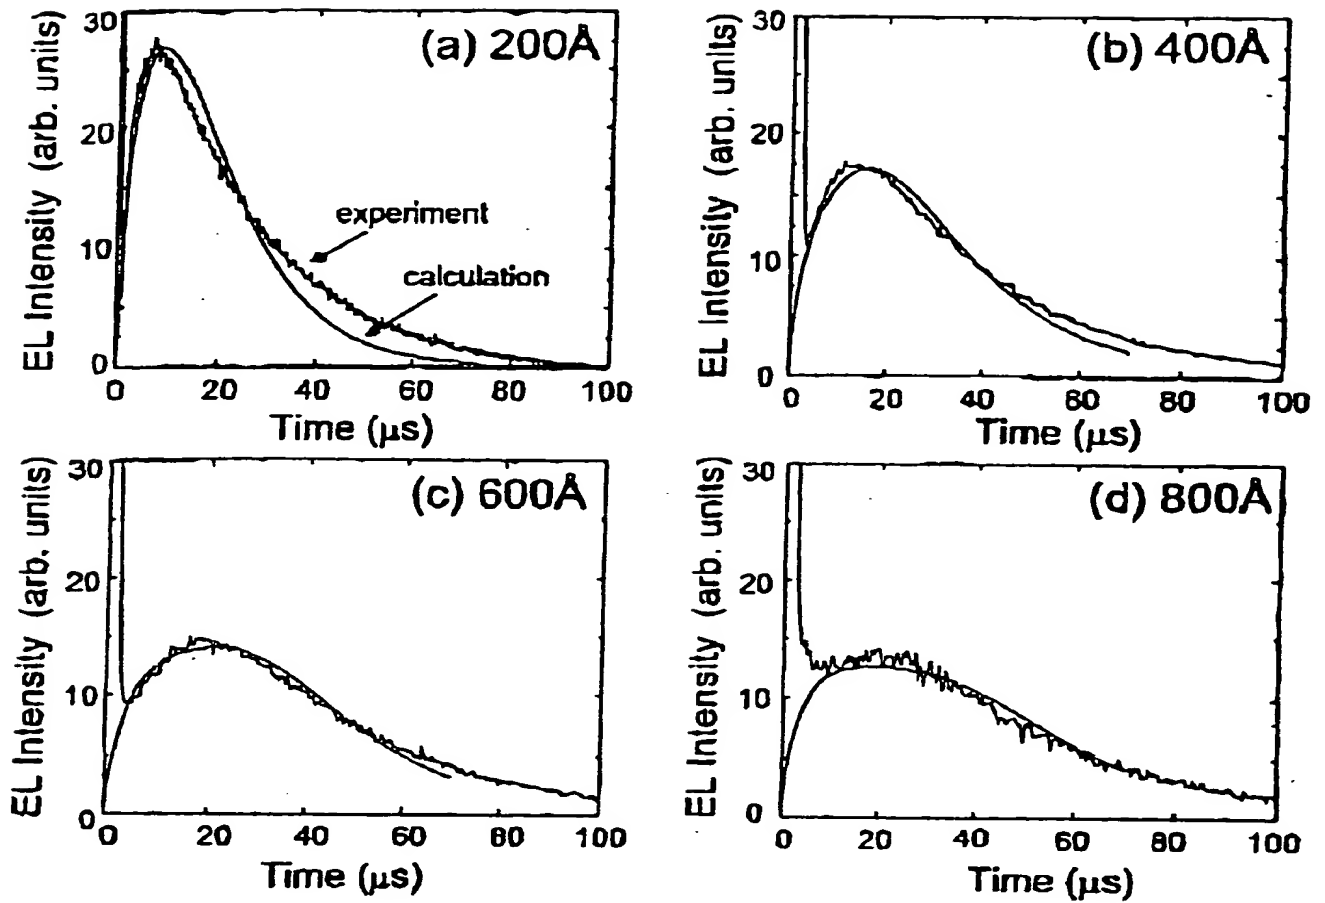 (a) 200Å
EL Intensity (arb. units)
30
20
10
0
experiment
calculation
0 20 40 60 80 100
Time (μs)
(b) 400Å
EL Intensity (arb. units)
30
20
10
0
0 20 40 60 80 100
Time (μs)
(c) 600Å
EL Intensity (arb. units)
30
20
10
0
0 20 40 60 80 100
Time (μs)
(d) 800Å
EL Intensity (arb. units)
30
20
10
0
0 20 40 60 80 100
Time (μs)